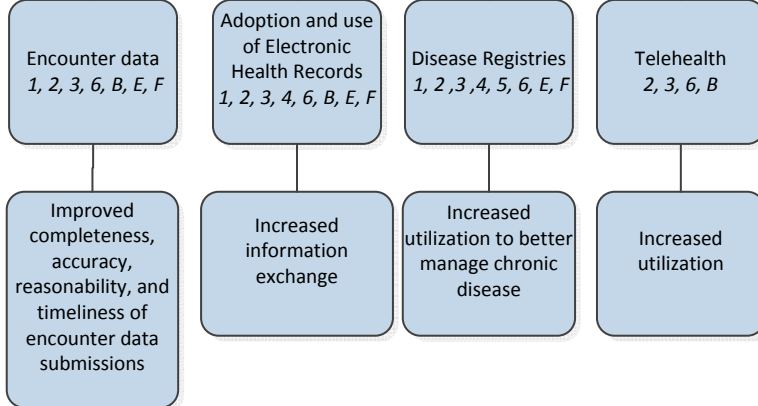 Encounter data
1, 2, 3, 6, B, E, F
Adoption and use
of Electronic
Health Records
1, 2, 3, 4, 6, B, E, F
Disease Registries
1, 2 ,3 ,4, 5, 6, E, F
Telehealth
2, 3, 6, B
Improved
completeness,
accuracy,
reasonability, and
timeliness of
encounter data
submissions
Increased
information
exchange
Increased
utilization to better
manage chronic
disease
Increased
utilization